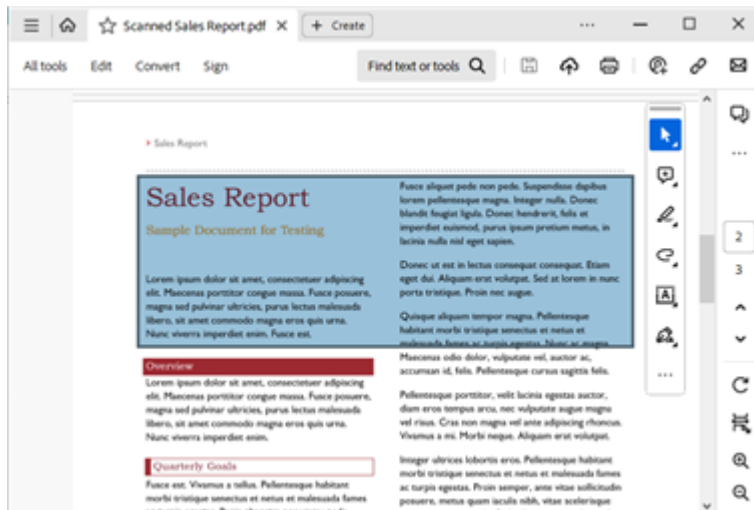 Scanned Sales Report.pdf
+ Create
All tools
Edit
Convert
Sign
Find text or tools
Sales Report
Sales Report
Sample Document for Testing
Lorem ipsum dolor sit amet, consectetuer adipiscing
elit. Maecenas porttitor congue massa. Fusce posuere,
magna sed pulvinar ultricies, purus lectus malesuada
libero, sit amet commodo magna eros quis urna.
Nunc viverra imperdiet enim. Fusce est.
Overview
Lorem ipsum dolor sit amet, consectetuer adipiscing
elit. Maecenas porttitor congue massa. Fusce posuere,
magna sed pulvinar ultricies, purus lectus malesuada
libero, sit amet commodo magna eros quis urna.
Nunc viverra imperdiet enim.
Quarterly Goals
Fusce est. Vivamus a tellus. Pellentesque habitant
morbi tristique senectus et netus et malesuada fames
Fusce aliquet pede non pede. Suspendisse dapibus
lorem pellentesque magna. Integer nulla. Donec
blandit feugiat ligula. Donec hendrerit, felis et
imperdiet euismod, purus ipsum pretium metus, in
lacinia nulla nisl eget sapien.
Donec ut est in lectus consequat consequat. Etiam
eget dui. Aliquam erat volutpat. Sed at lorem in nunc
porta tristique. Proin nec augue.
Quisque aliquam tempor magna. Pellentesque
habitant morbi tristique senectus et netus et
malesuada fames ac turpis egestas. Nunc ac magna.
Maecenas odio dolor, vulputate vel, auctor ac,
accumsan id, felis. Pellentesque cursus sagittis felis.
Pellentesque porttitor, velit lacinia egestas auctor,
diam eros tempus arcu, nec vulputate augue magna
vel risus. Cras non magna vel ante adipiscing rhoncus.
Vivamus a mi. Morbi neque. Aliquam erat volutpat.
Integer ultrices lobortis eros. Pellentesque habitant
morbi tristique senectus et netus et malesuada fames
ac turpis egestas. Proin semper, ante vitae sollicitudin
posuere, metus quam iaculis nibh, vitae scelerisque
A
2
3